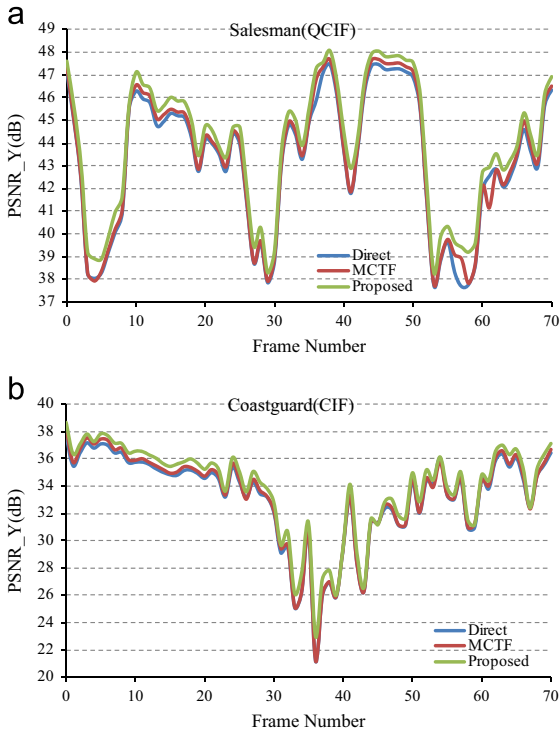 a
Salesman(QCIF)
PSNR_Y(dB)
49
48
47
46
45
44
43
42
41
40
39
38
37
Direct
MCTF
Proposed
0 10 20 30 40 50 60 70
Frame Number
b
Coastguard(CIF)
PSNR_Y(dB)
40
38
36
34
32
30
28
26
24
22
20
Direct
MCTF
Proposed
0 10 20 30 40 50 60 70
Frame Number